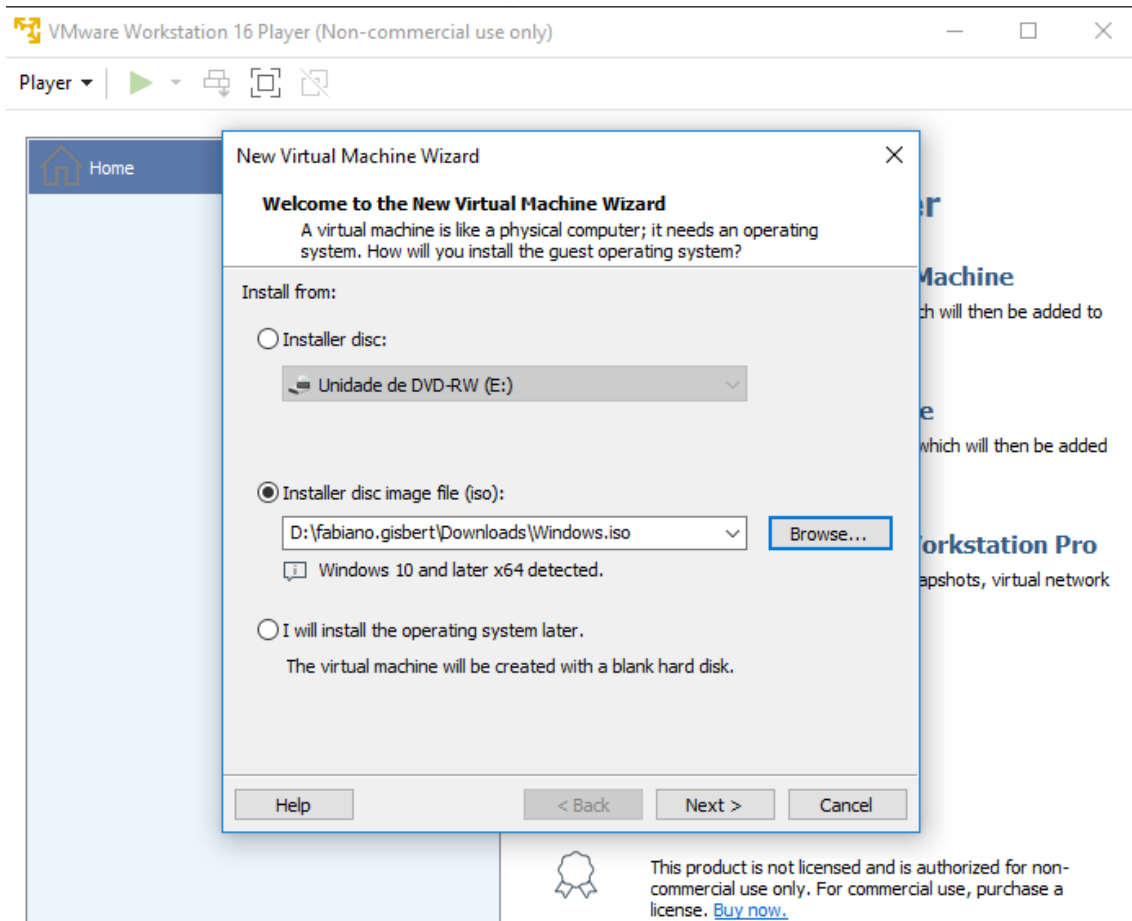 VMware Workstation 16 Player (Non-commercial use only)
Player
Home
New Virtual Machine Wizard
Welcome to the New Virtual Machine Wizard
A virtual machine is like a physical computer; it needs an operating
system. How will you install the guest operating system?
Install from:
Installer disc:
Unidade de DVD-RW (E:)
Installer disc image file (iso):
D:\fabiano.gisbert\Downloads\Windows.iso
Browse...
Windows 10 and later x64 detected.
I will install the operating system later.
The virtual machine will be created with a blank hard disk.
Help
< Back
Next >
Cancel
er
Machine
ch will then be added to
e
which will then be added
orkstation Pro
apshots, virtual network
This product is not licensed and is authorized for non-
commercial use only. For commercial use, purchase a
license. Buy now.